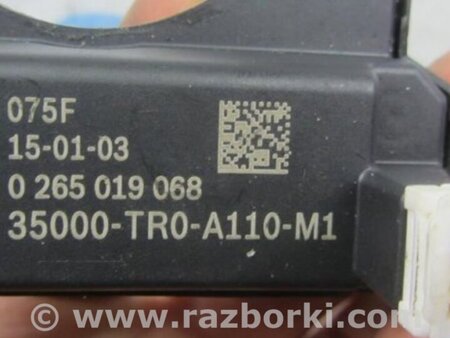 075F
15-01-03
0 265 019 068
35000-TR0-A110-M1
© www.razborki.com